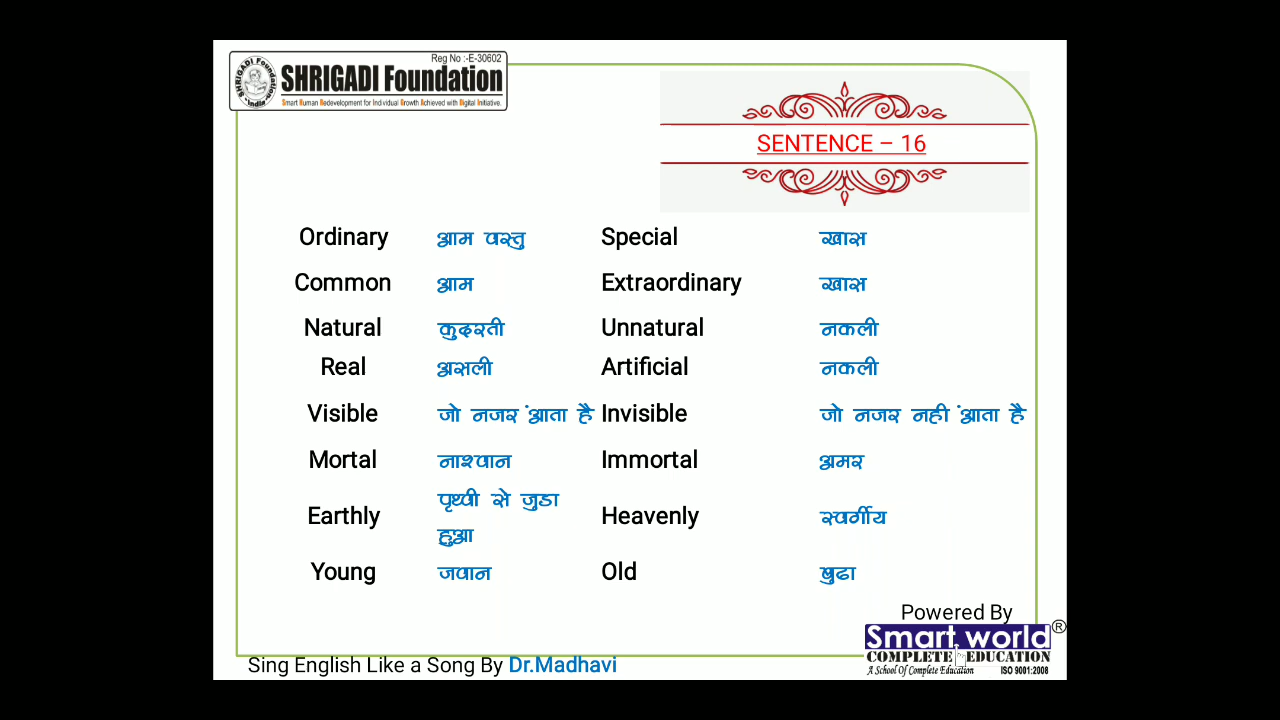 Reg No :-E-30602
SHRIGADI Foundation
Smart Human Redevelopment for Individual Growth Achieved with Digital Initiative.
SHRIGADI Foundation
India
SENTENCE – 16
Ordinary आम वस्तु Special खास
Common आम Extraordinary खास
Natural कुदरती Unnatural नकली
Real असली Artificial नकली
Visible जो नजर आंता है Invisible जो नजर नही आंता है
Mortal नाश्वान Immortal अमर
Earthly पृथ्वी से जुडा Heavenly स्वर्गीय
हुआ
Young जवान Old बुढा
Powered By
Smart world ®
COMPLETE EDUCATION
A School Of Complete Education ISO 9001:2008
Sing English Like a Song By Dr.Madhavi